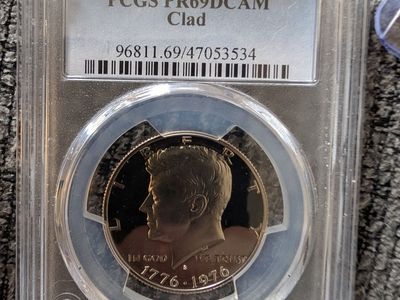 PCGS PR69DCAM
Clad
96811.69/47053534
LIBERTY
IN GOD WE TRUST
S
1776 · 1976